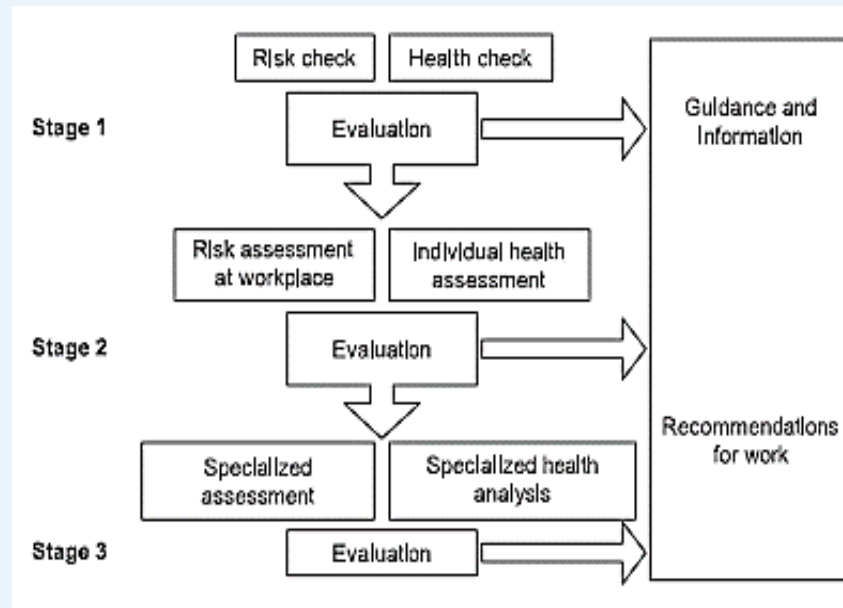 Risk check
Health check
Stage 1
Evaluation
Guidance and
Information
Risk assessment
at workplace
Individual health
assessment
Stage 2
Evaluation
Recommendations
for work
Specialized
assessment
Specialized health
analysis
Stage 3
Evaluation